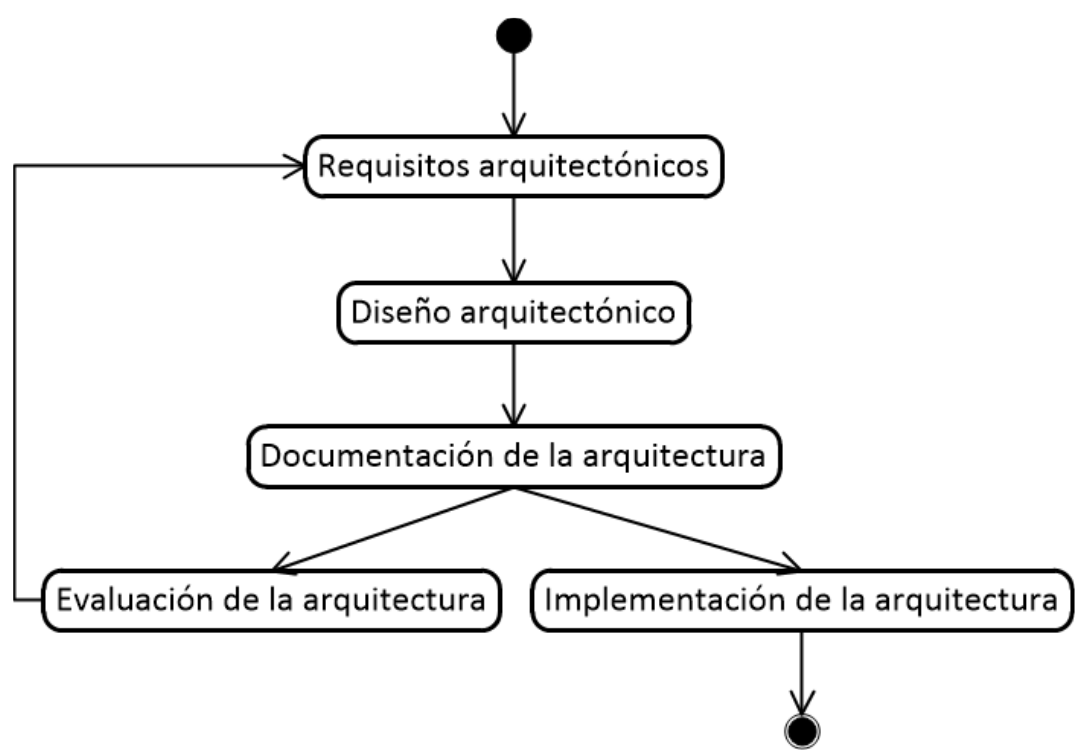 Requisitos arquitectónicos
Diseño arquitectónico
Documentación de la arquitectura
Evaluación de la arquitectura
Implementación de la arquitectura